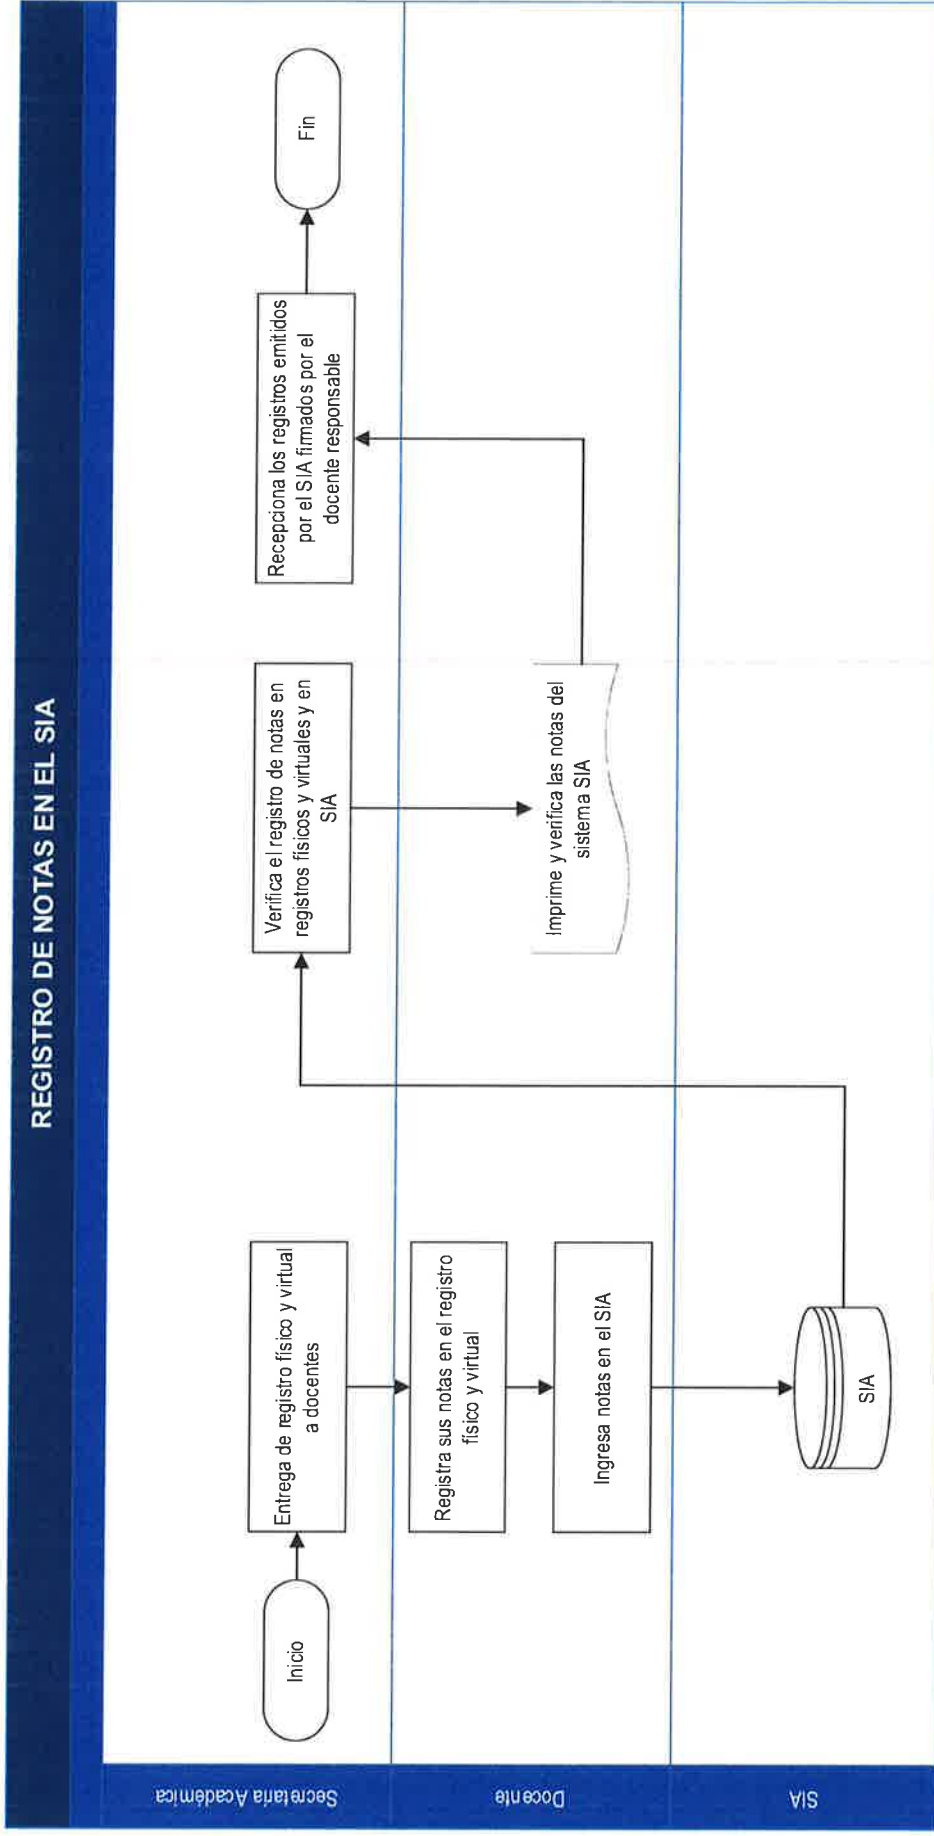 REGISTRO DE NOTAS EN EL SIA
Secretaria Académica
Inicio
Entrega de registro físico y virtual
a docentes
Verifica el registro de notas en
registros físicos y virtuales y en
SIA
Recepciona los registros emitidos
por el SIA firmados por el
docente responsable
Fin
Docente
Registra sus notas en el registro
físico y virtual
Ingresa notas en el SIA
Imprime y verifica las notas del
sistema SIA
SIA
SIA